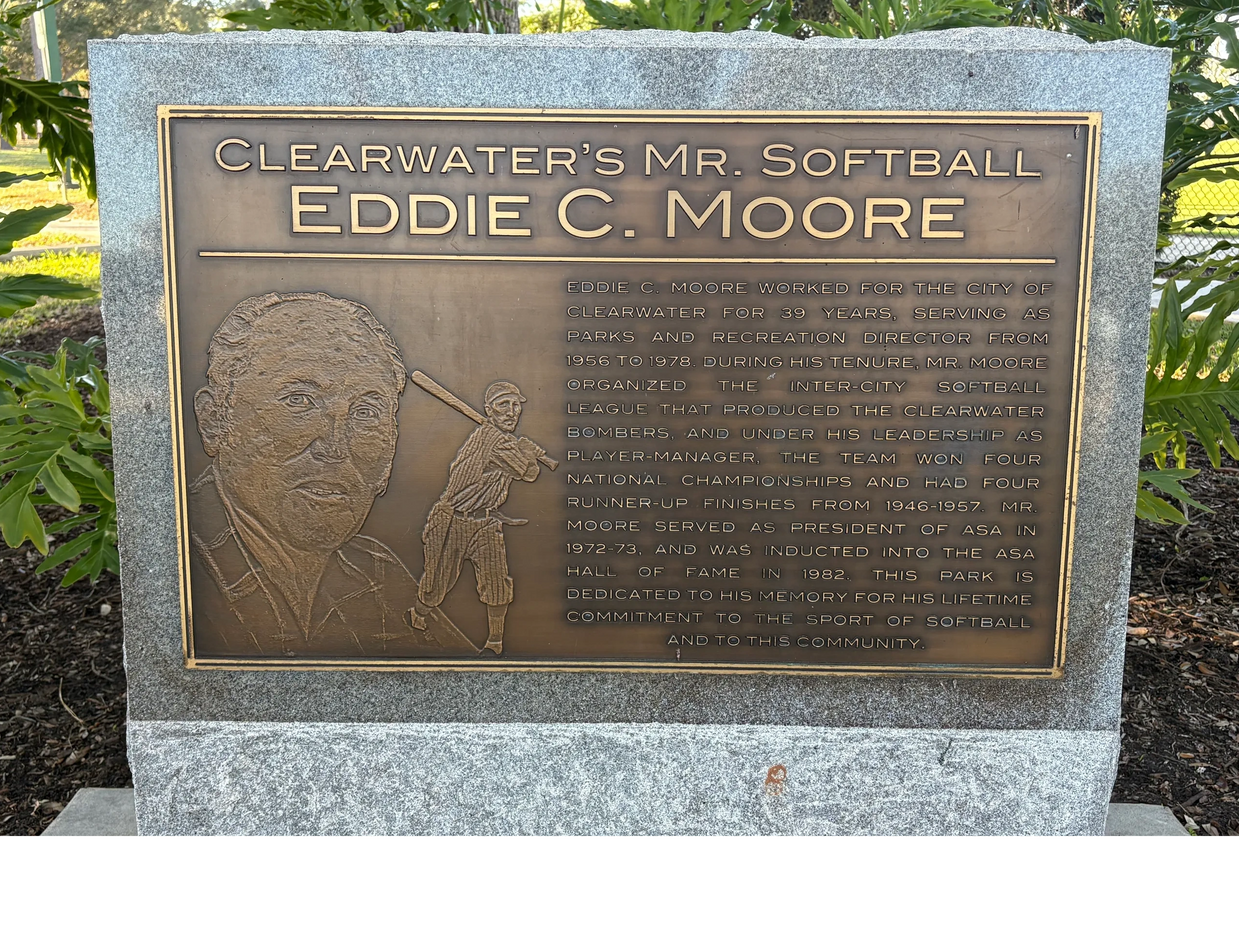 CLEARWATER'S MR. SOFTBALL
EDDIE C. MOORE
EDDIE C. MOORE WORKED FOR THE CITY OF
CLEARWATER FOR 39 YEARS, SERVING AS
PARKS AND RECREATION DIRECTOR FROM
1956 TO 1978. DURING HIS TENURE, MR. MOORE
ORGANIZED THE INTER-CITY SOFTBALL
LEAGUE THAT PRODUCED THE CLEARWATER
BOMBERS, AND UNDER HIS LEADERSHIP AS
PLAYER-MANAGER, THE TEAM WON FOUR
NATIONAL CHAMPIONSHIPS AND HAD FOUR
RUNNER-UP FINISHES FROM 1946-1957. MR.
MOORE SERVED AS PRESIDENT OF ASA IN
1972-73, AND WAS INDUCTED INTO THE ASA
HALL OF FAME IN 1982. THIS PARK IS
DEDICATED TO HIS MEMORY FOR HIS LIFETIME
COMMITMENT TO THE SPORT OF SOFTBALL
AND TO THIS COMMUNITY.